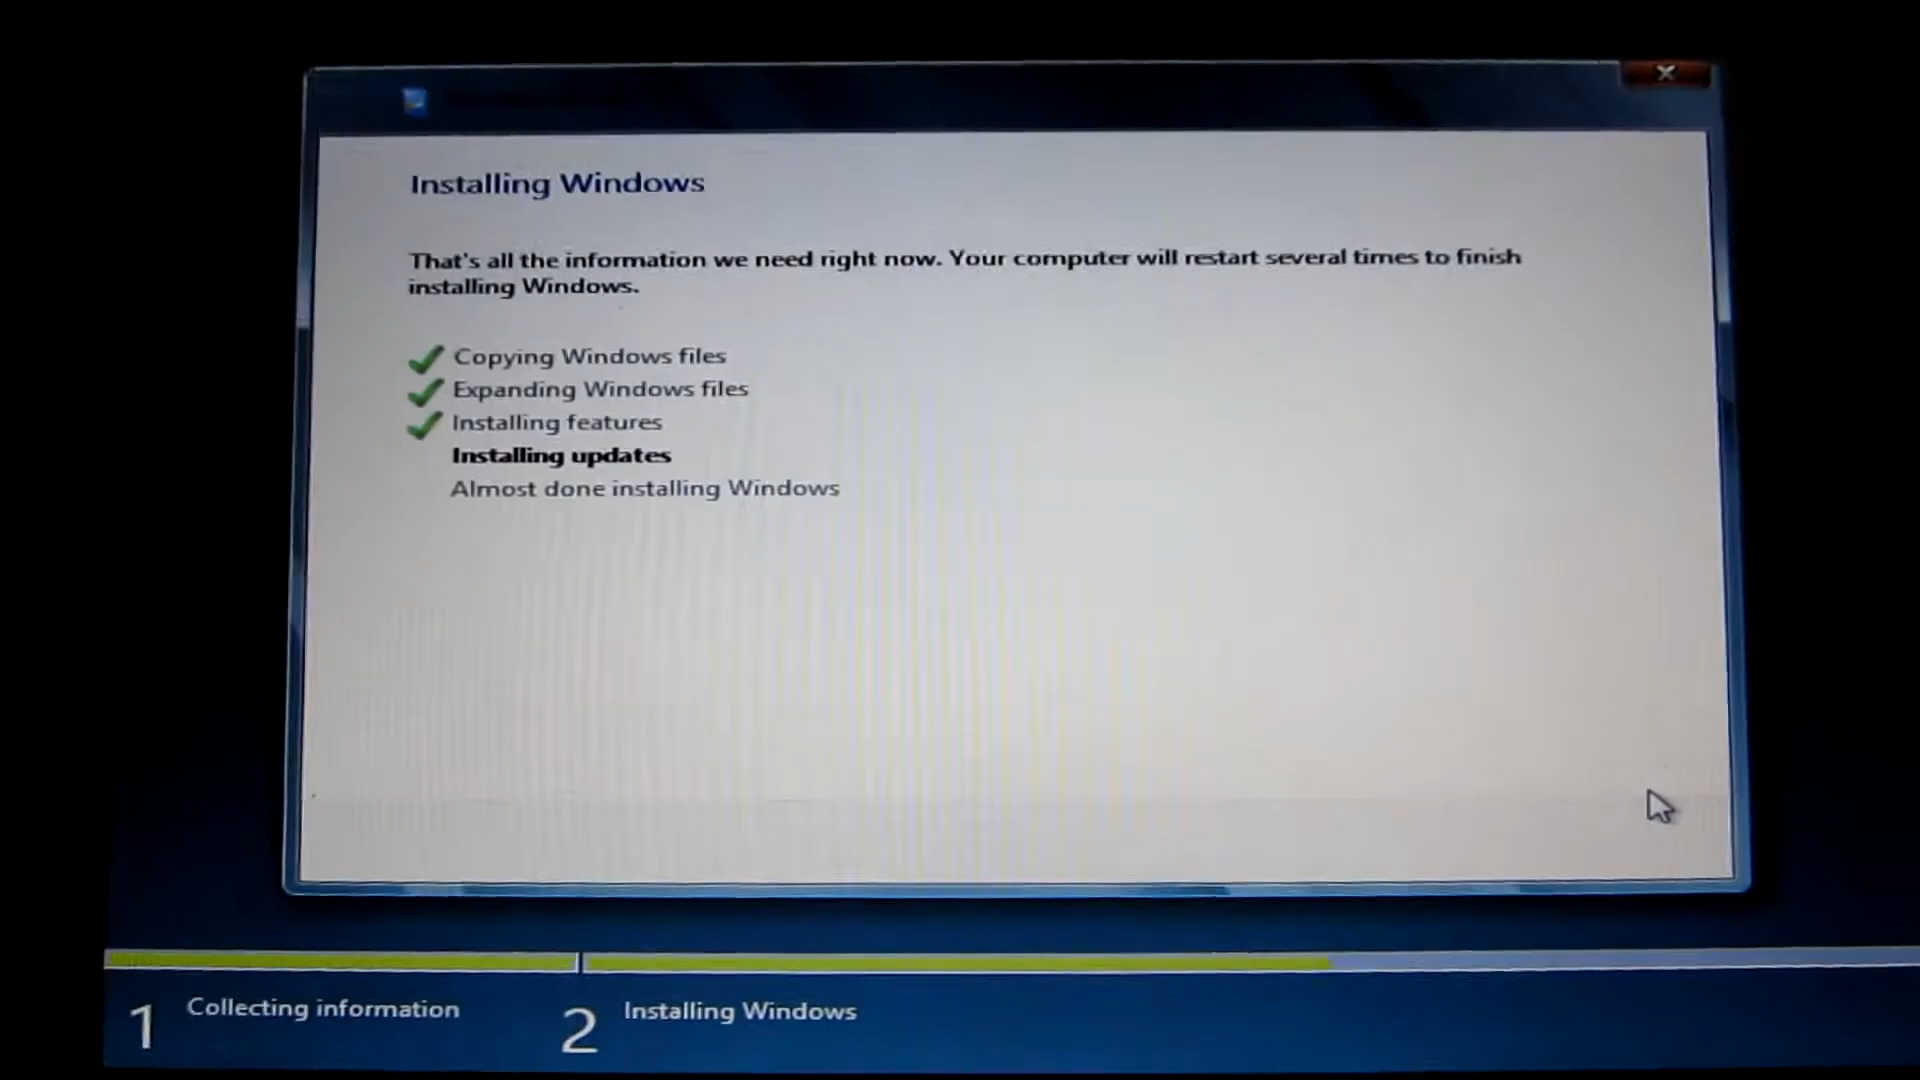 Installing Windows
That's all the information we need right now. Your computer will restart several times to finish
installing Windows.
Copying Windows files
Expanding Windows files
Installing features
Installing updates
Almost done installing Windows
1 Collecting information
2 Installing Windows